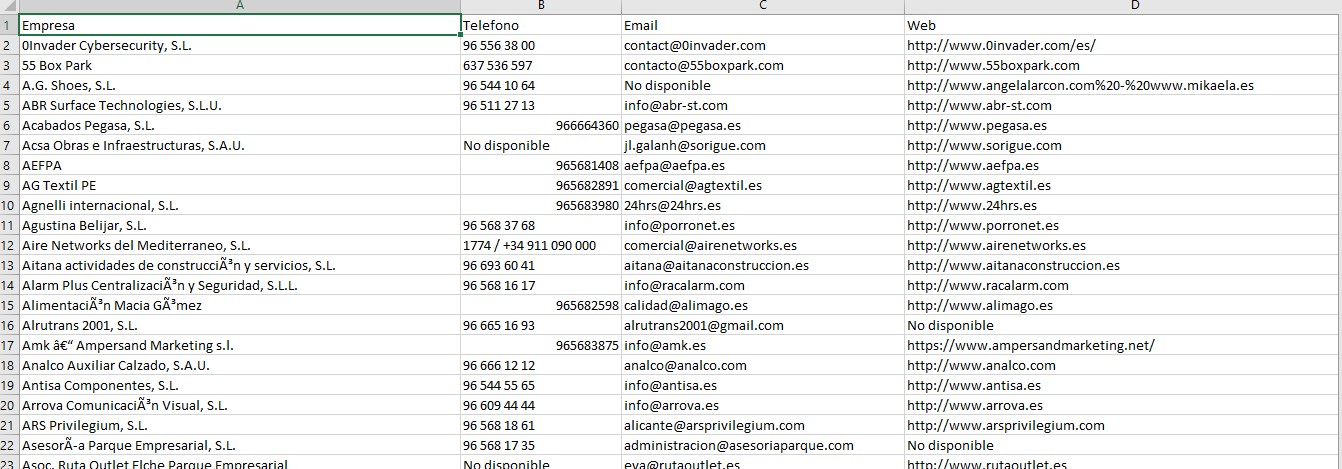 A B C D
1 Empresa Telefono Email Web
2 0Invader Cybersecurity, S.L. 96 556 38 00 contact@0invader.com http://www.0invader.com/es/
3 55 Box Park 637 536 597 contacto@55boxpark.com http://www.55boxpark.com
4 A.G. Shoes, S.L. 96 544 10 64 No disponible http://www.angelalarcon.com%20-%20www.mikaela.es
5 ABR Surface Technologies, S.L.U. 96 511 27 13 info@abr-st.com http://www.abr-st.com
6 Acabados Pegasa, S.L. 966664360 pegasa@pegasa.es http://www.pegasa.es
7 Acsa Obras e Infraestructuras, S.A.U. No disponible jl.galanh@sorigue.com http://www.sorigue.com
8 AEFPA 965681408 aefpa@aefpa.es http://www.aefpa.es
9 AG Textil PE 965682891 comercial@agtextil.es http://www.agtextil.es
10 Agnelli internacional, S.L. 965683980 24hrs@24hrs.es http://www.24hrs.es
11 Agustina Belijar, S.L. 96 568 37 68 info@porronet.es http://www.porronet.es
12 Aire Networks del Mediterraneo, S.L. 1774 / +34 911 090 000 comercial@airenetworks.es http://www.airenetworks.es
13 Aitana actividades de construcciÃ³n y servicios, S.L. 96 693 60 41 aitana@aitanaconstruccion.es http://www.aitanaconstruccion.es
14 Alarm Plus CentralizaciÃ³n y Seguridad, S.L.L. 96 568 16 17 info@racalarm.com http://www.racalarm.com
15 AlimentaciÃ³n Macia GÃ³mez 965682598 calidad@alimago.es http://www.alimago.es
16 Alrutrans 2001, S.L. 96 665 16 93 alrutrans2001@gmail.com No disponible
17 Amk â€“ Ampersand Marketing s.l. 965683875 info@amk.es https://www.ampersandmarketing.net/
18 Analco Auxiliar Calzado, S.A.U. 96 666 12 12 analco@analco.com http://www.analco.com
19 Antisa Componentes, S.L. 96 544 55 65 info@antisa.es http://www.antisa.es
20 Arrova ComunicaciÃ³n Visual, S.L. 96 609 44 44 info@arrova.es http://www.arrova.es
21 ARS Privilegium, S.L. 96 568 18 61 alicante@arsprivilegium.com http://www.arsprivilegium.com
22 AsesorÃ-a Parque Empresarial, S.L. 96 568 17 35 administracion@asesoriaparque.com No disponible
23 Asoc. Ruta Outlet Elche Parque Empresarial No disponible eva@rutaoutlet.es http://www.rutaoutlet.es